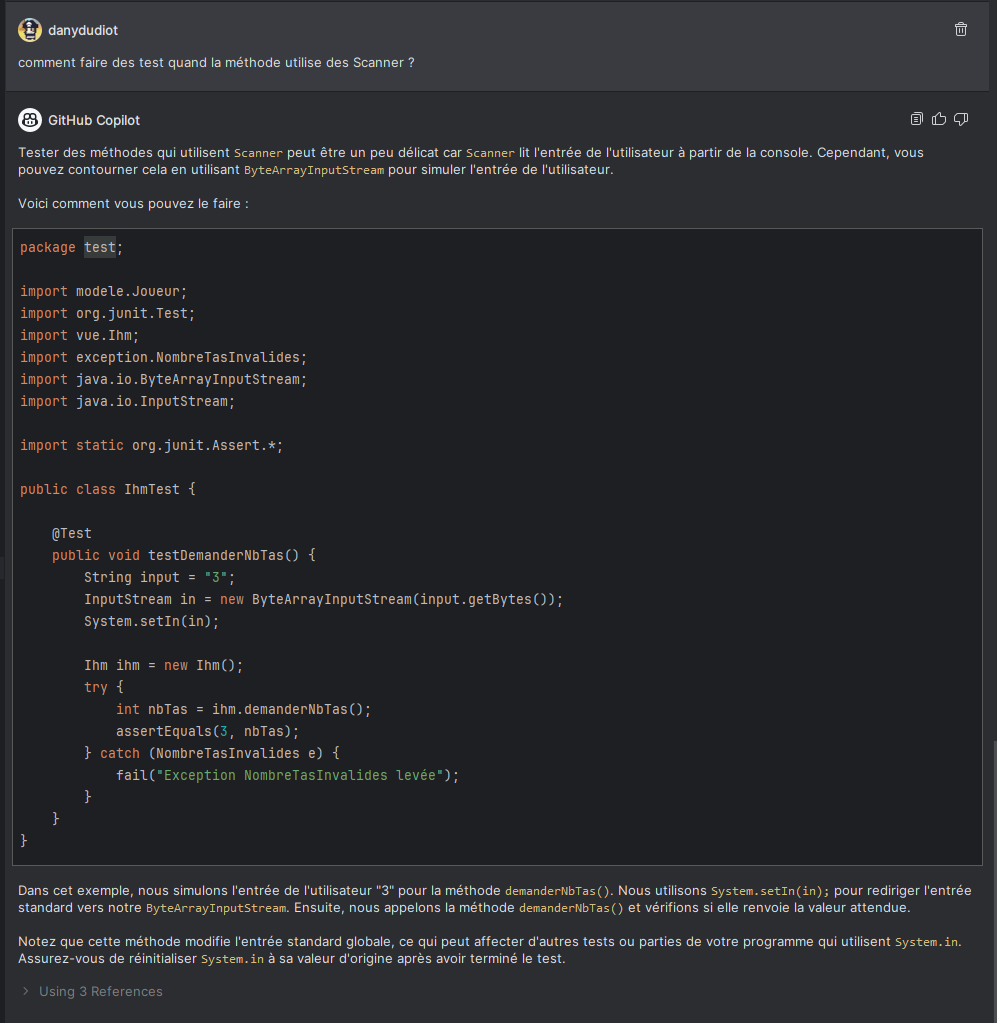 danydudiot
comment faire des test quand la méthode utilise des Scanner ?
GitHub Copilot
Tester des méthodes qui utilisent Scanner peut être un peu délicat car Scanner lit l'entrée de l'utilisateur à partir de la console. Cependant, vous
pouvez contourner cela en utilisant ByteArrayInputStream pour simuler l'entrée de l'utilisateur.
Voici comment vous pouvez le faire :
package test;
import modele.Joueur;
import org.junit.Test;
import vue.Ihm;
import exception.NombreTasInvalides;
import java.io.ByteArrayInputStream;
import java.io.InputStream;
import static org.junit.Assert.*;
public class IhmTest {
@Test
public void testDemanderNbTas() {
String input = "3";
InputStream in = new ByteArrayInputStream(input.getBytes());
System.setIn(in);
Ihm ihm = new Ihm();
try {
int nbTas = ihm.demanderNbTas();
assertEquals(3, nbTas);
} catch (NombreTasInvalides e) {
fail("Exception NombreTasInvalides levée");
}
}
}
Dans cet exemple, nous simulons l'entrée de l'utilisateur "3" pour la méthode demanderNbTas(). Nous utilisons System.setIn(in); pour rediriger l'entrée
standard vers notre ByteArrayInputStream. Ensuite, nous appelons la méthode demanderNbTas() et vérifions si elle renvoie la valeur attendue.
Notez que cette méthode modifie l'entrée standard globale, ce qui peut affecter d'autres tests ou parties de votre programme qui utilisent System.in.
Assurez-vous de réinitialiser System.in à sa valeur d'origine après avoir terminé le test.
Using 3 References